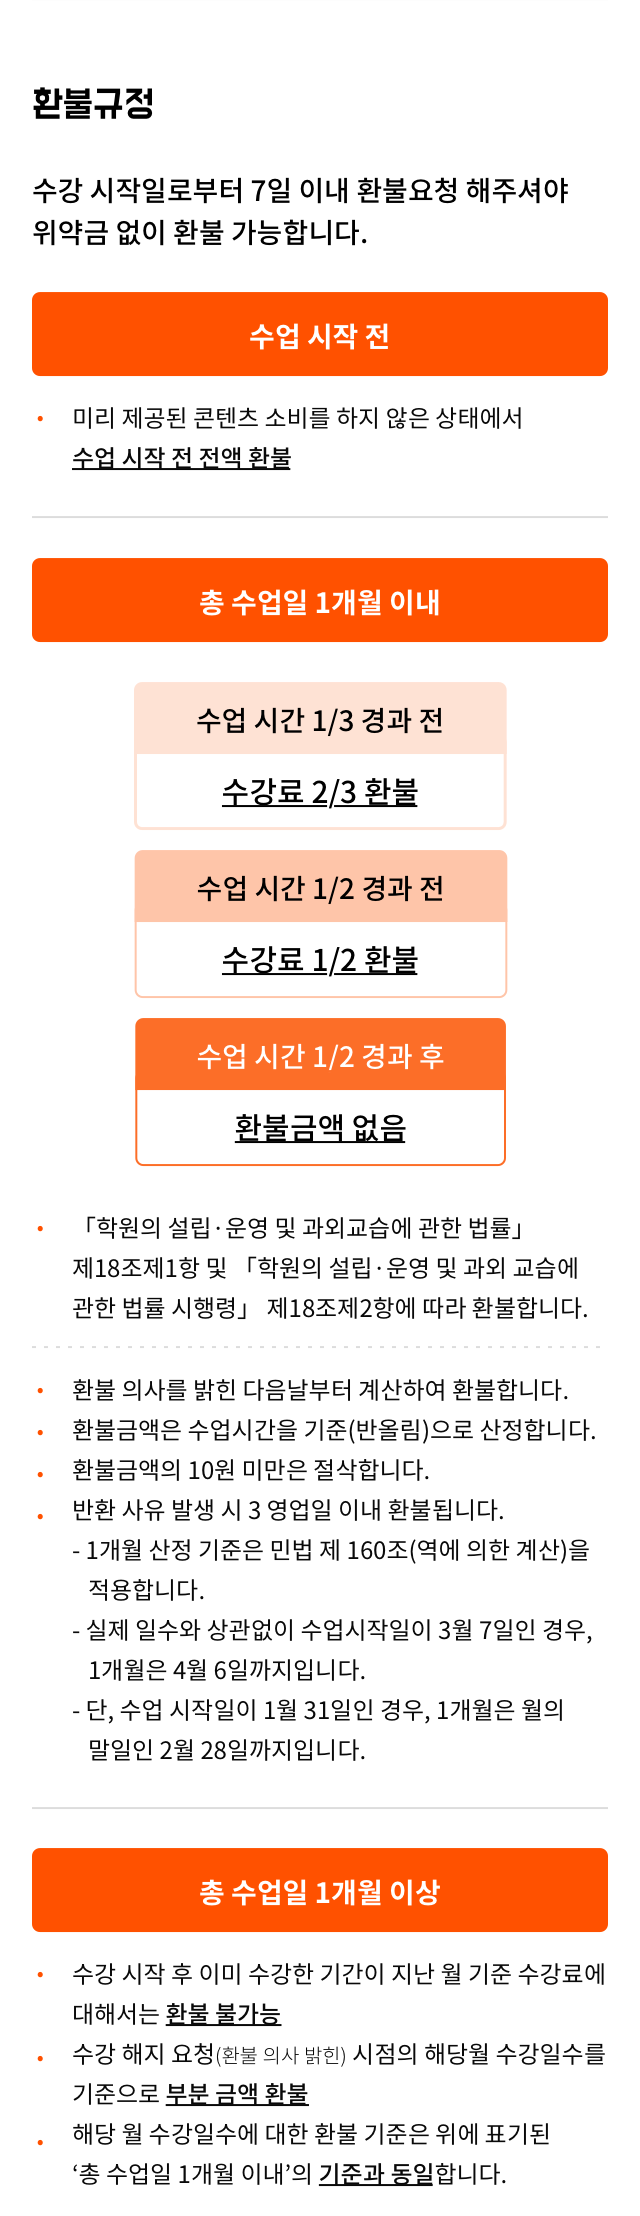 환불규정
수강 시작일로부터 7일 이내 환불요청 해주셔야
위약금 없이 환불 가능합니다.
수업 시작 전
• 미리 제공된 콘텐츠 소비를 하지 않은 상태에서
수업 시작 전 전액 환불
총 수업일 1개월 이내
수업 시간 1/3 경과 전
수강료 2/3 환불
수업 시간 1/2 경과 전
수강료 1/2 환불
수업 시간 1/2 경과 후
환불금액 없음
• 「학원의 설립·운영 및 과외교습에 관한 법률」
제18조제1항 및 「학원의 설립·운영 및 과외 교습에
관한 법률 시행령」 제18조제2항에 따라 환불합니다.
• 환불 의사를 밝힌 다음날부터 계산하여 환불합니다.
• 환불금액은 수업시간을 기준(반올림)으로 산정합니다.
• 환불금액의 10원 미만은 절삭합니다.
• 반환 사유 발생 시 3 영업일 이내 환불됩니다.
- 1개월 산정 기준은 민법 제 160조(역에 의한 계산)을
적용합니다.
- 실제 일수와 상관없이 수업시작일이 3월 7일인 경우,
1개월은 4월 6일까지입니다.
- 단, 수업 시작일이 1월 31일인 경우, 1개월은 월의
말일인 2월 28일까지입니다.
총 수업일 1개월 이상
• 수강 시작 후 이미 수강한 기간이 지난 월 기준 수강료에
대해서는 환불 불가능
• 수강 해지 요청(환불 의사 밝힌) 시점의 해당월 수강일수를
기준으로 부분 금액 환불
• 해당 월 수강일수에 대한 환불 기준은 위에 표기된
‘총 수업일 1개월 이내’의 기준과 동일합니다.